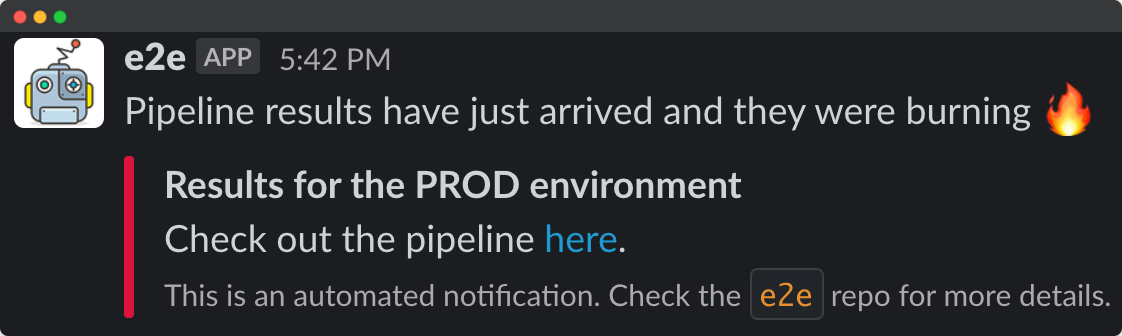 e2e APP 5:42 PM
Pipeline results have just arrived and they were burning 🔥
Results for the PROD environment
Check out the pipeline here.
This is an automated notification. Check the e2e repo for more details.